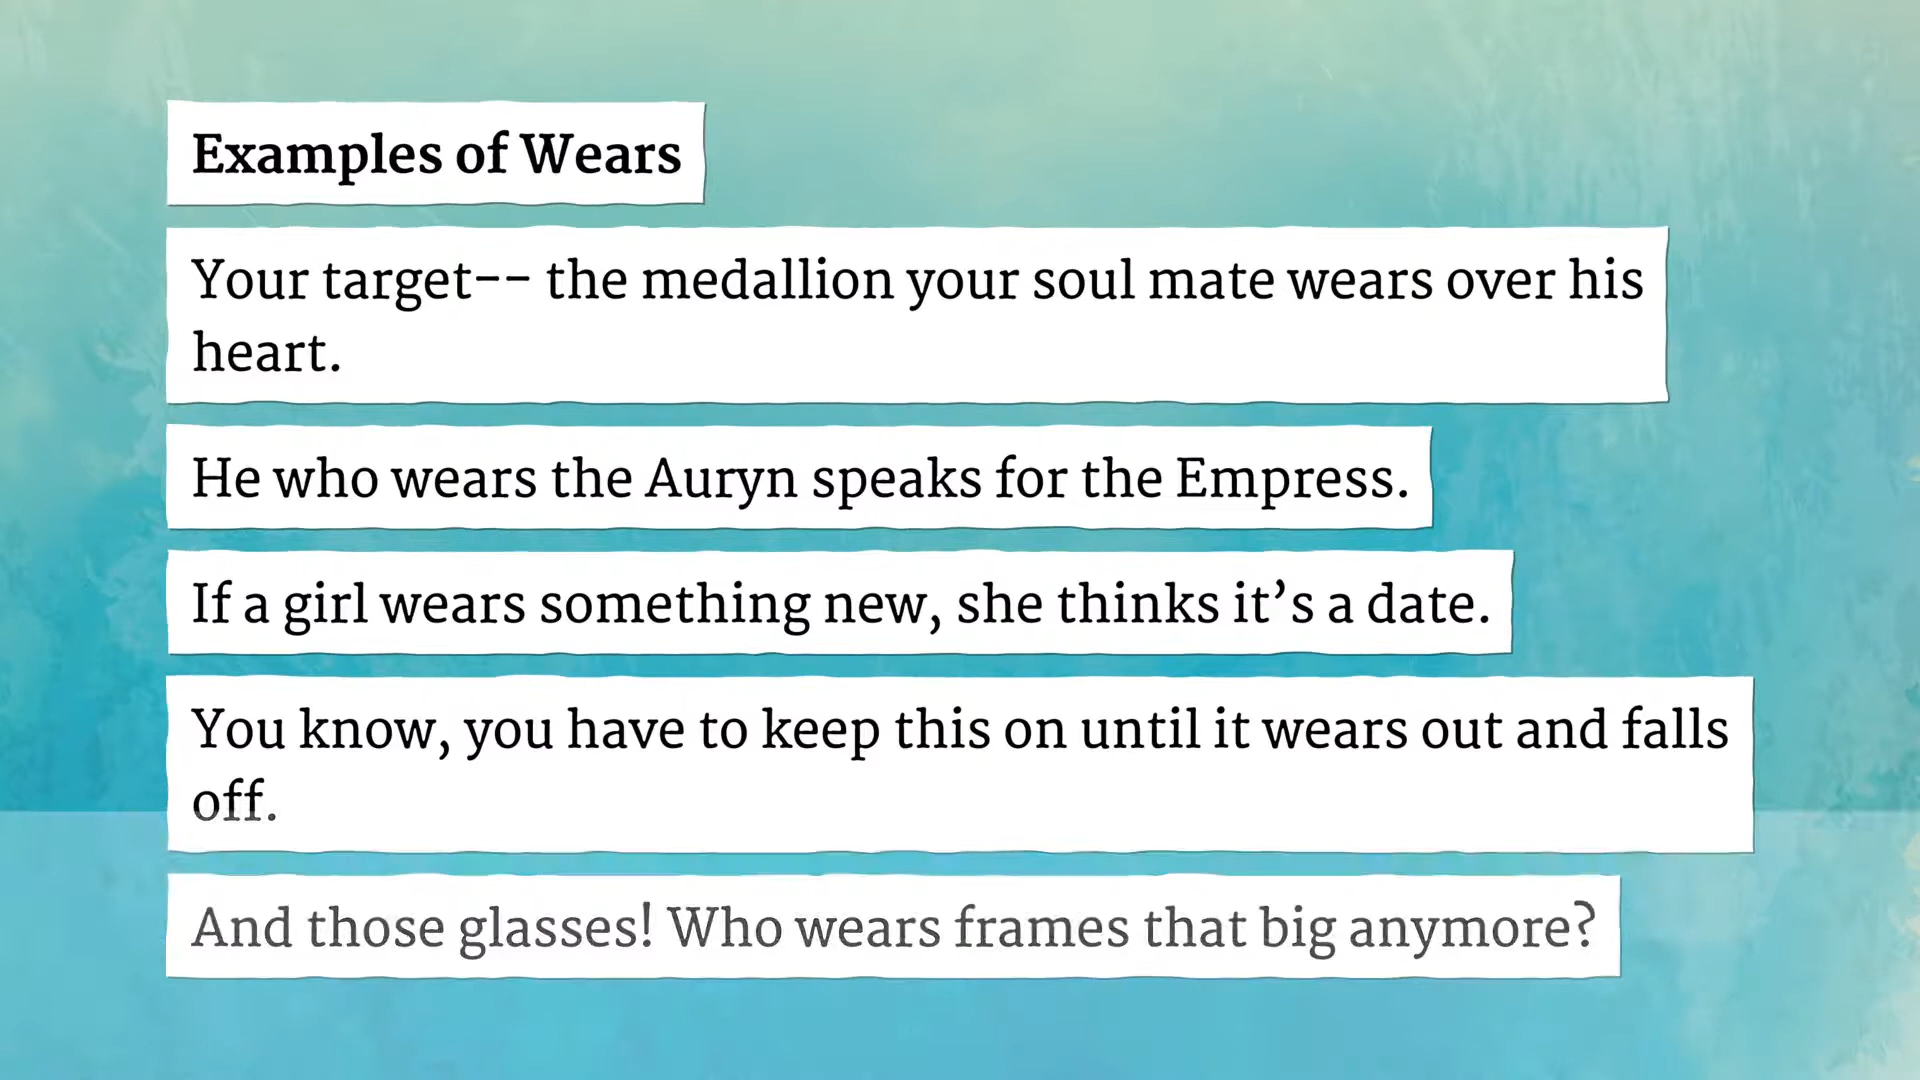 Examples of Wears
Your target-- the medallion your soul mate wears over his
heart.
He who wears the Auryn speaks for the Empress.
If a girl wears something new, she thinks it’s a date.
You know, you have to keep this on until it wears out and falls
off.
And those glasses! Who wears frames that big anymore?